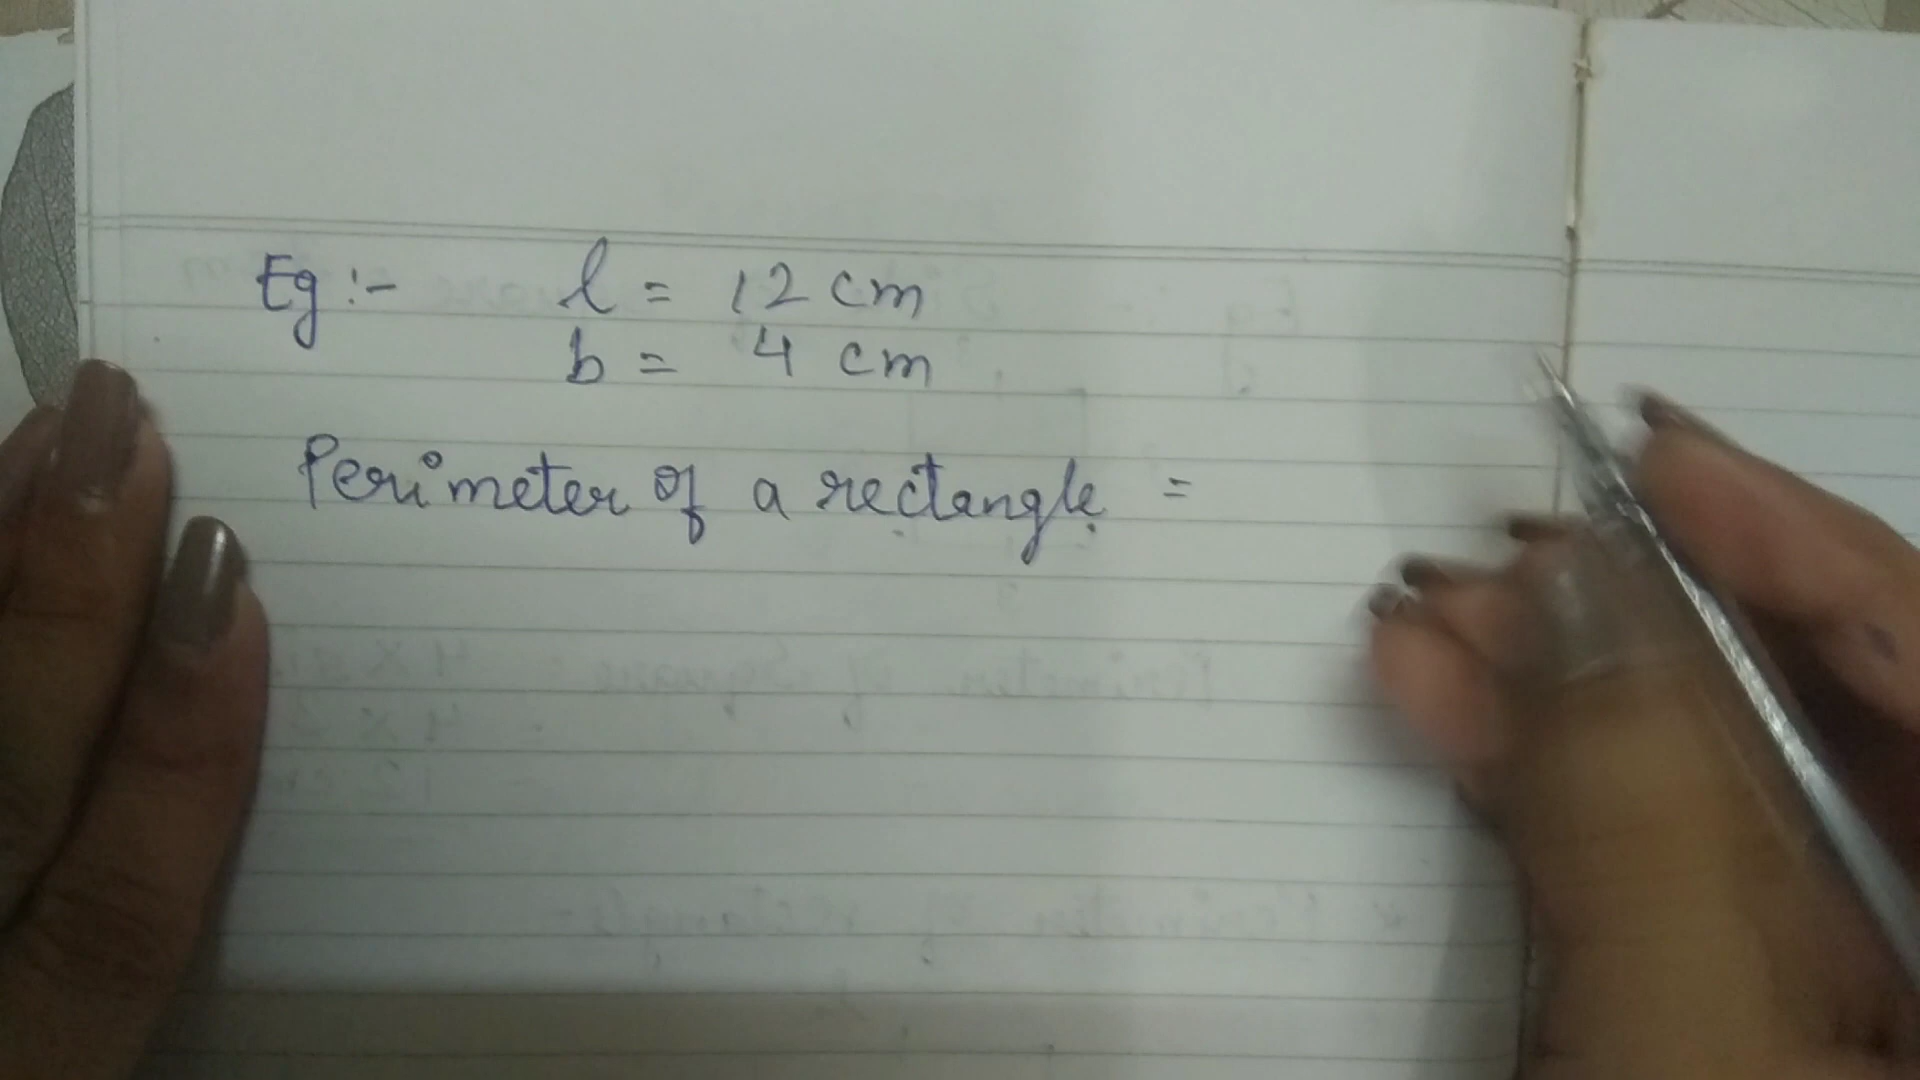 Eg :- l = 12 cm
b = 4 cm
Perimeter of a rectangle =